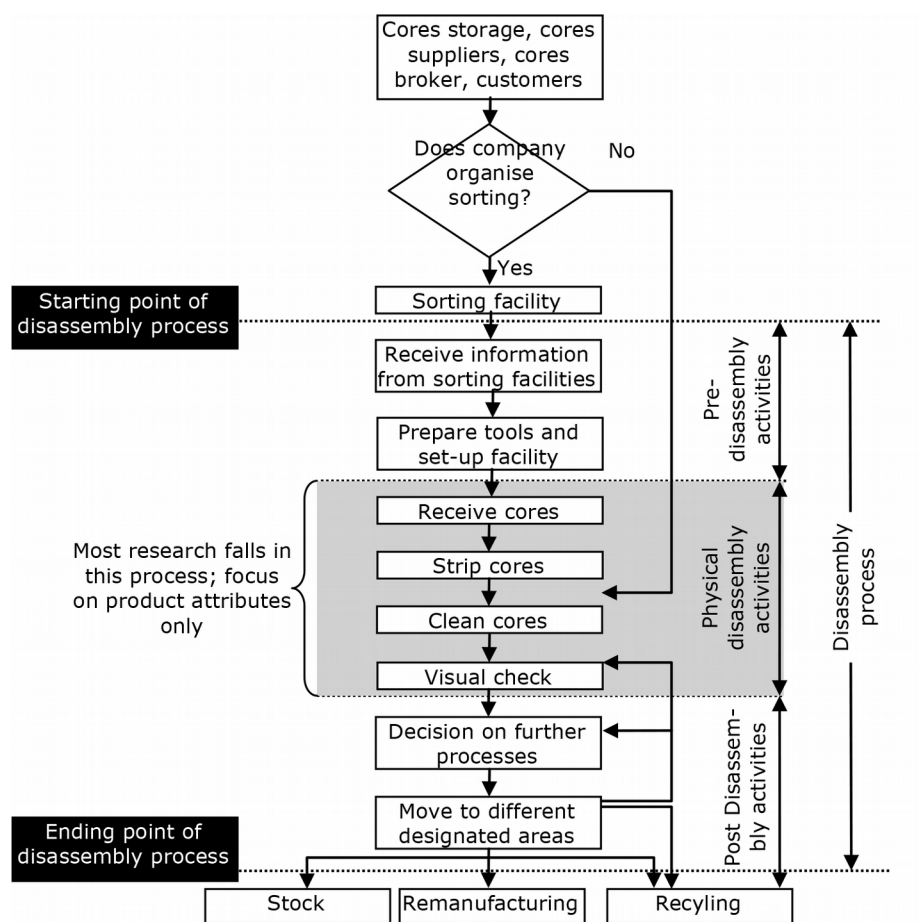 Cores storage, cores
suppliers, cores
broker, customers
Does company
organise
sorting?
No
Yes
Starting point of
disassembly process
Sorting facility
Receive information
from sorting facilities
Pre-
disassembly
activities
Prepare tools and
set-up facility
Receive cores
Most research falls in
this process; focus
on product attributes
only
Strip cores
Physical
disassembly
activities
Disassembly
process
Clean cores
Visual check
Decision on further
processes
Post Disassem-
bly activities
Move to different
designated areas
Ending point of
disassembly process
Stock
Remanufacturing
Recyling